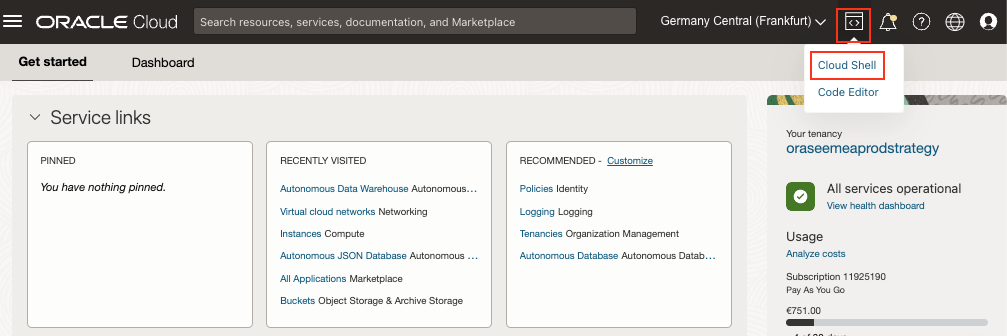 ORACLE Cloud
Search resources, services, documentation, and Marketplace
Germany Central (Frankfurt)
Cloud Shell
Code Editor
Get started
Dashboard
Service links
PINNED
You have nothing pinned.
RECENTLY VISITED
Autonomous Data Warehouse Autonomous…
Virtual cloud networks Networking
Instances Compute
Autonomous JSON Database Autonomous …
All Applications Marketplace
Buckets Object Storage & Archive Storage
RECOMMENDED - Customize
Policies Identity
Logging Logging
Tenancies Organization Management
Autonomous Database Autonomous Datab…
Your tenancy
oraseemeaprodstrategy
All services operational
View health dashboard
Usage
Analyze costs
Subscription 11925190
Pay As You Go
€751.00